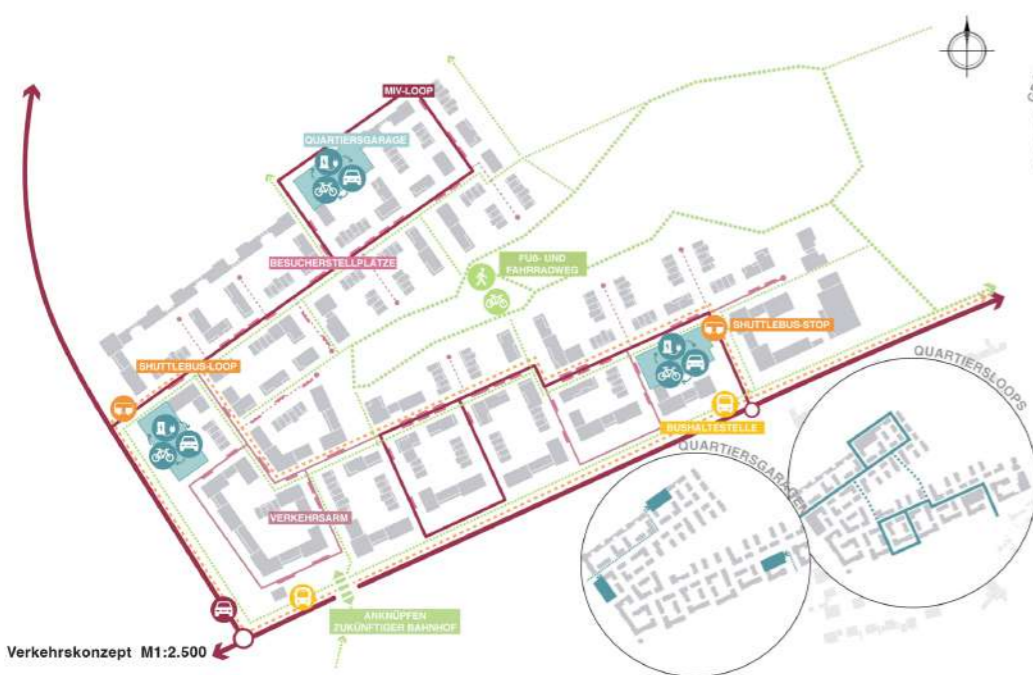 MIV-LOOP
QUARTIERSGARAGE
BESUCHERSTELLPLÄTZE
FUß- UND
FAHRRADWEG
SHUTTLEBUS-STOP
SHUTTLEBUS-LOOP
QUARTIERSLOOPS
BUSHALTESTELLE
QUARTIERSGARAGE
VERKEHRSARM
ANKNÜPFEN
ZUKÜNFTIGER BAHNHOF
Verkehrskonzept M1:2.500